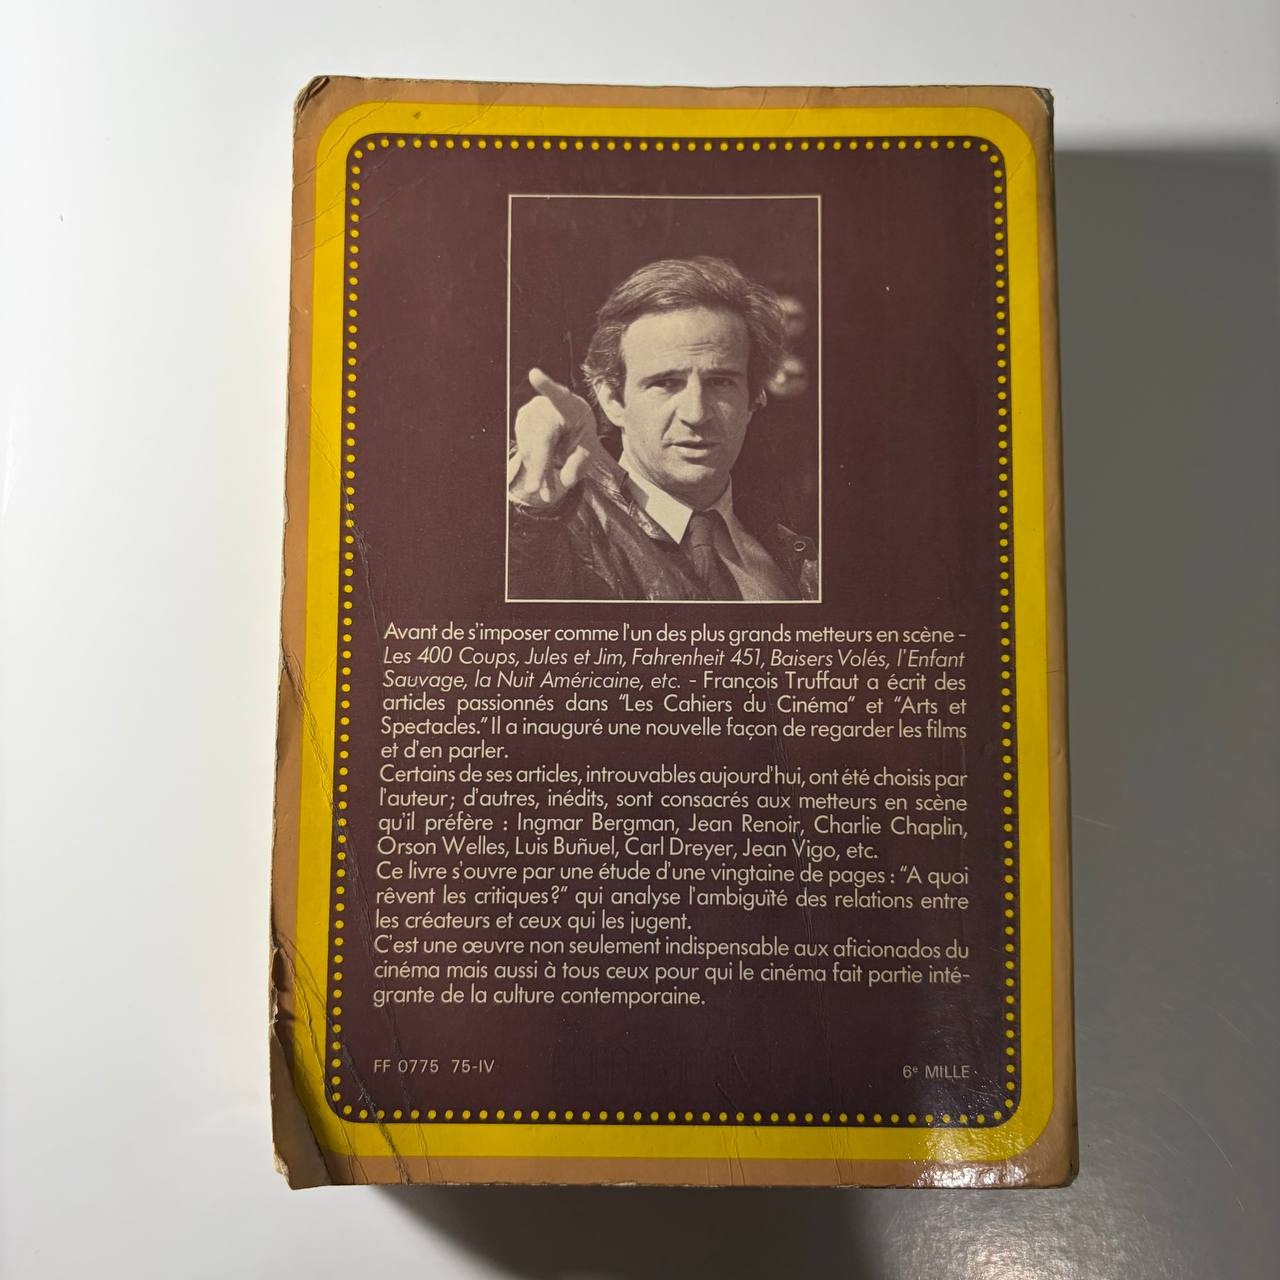 Avant de s'imposer comme l'un des plus grands metteurs en scène -
Les 400 Coups, Jules et Jim, Fahrenheit 451, Baisers Volés, l'Enfant
Sauvage, la Nuit Américaine, etc. - François Truffaut a écrit des
articles passionnés dans "Les Cahiers du Cinéma" et "Arts et
Spectacles." Il a inauguré une nouvelle façon de regarder les films
et d'en parler.
Certains de ses articles, introuvables aujourd'hui, ont été choisis par
l'auteur; d'autres, inédits, sont consacrés aux metteurs en scène
qu'il préfère : Ingmar Bergman, Jean Renoir, Charlie Chaplin,
Orson Welles, Luis Buñuel, Carl Dreyer, Jean Vigo, etc.
Ce livre s'ouvre par une étude d'une vingtaine de pages : "A quoi
rêvent les critiques?" qui analyse l'ambiguïté des relations entre
les créateurs et ceux qui les jugent.
C'est une œuvre non seulement indispensable aux aficionados du
cinéma mais aussi à tous ceux pour qui le cinéma fait partie inté-
grante de la culture contemporaine.
FF 0775 75-IV
6e MILLE